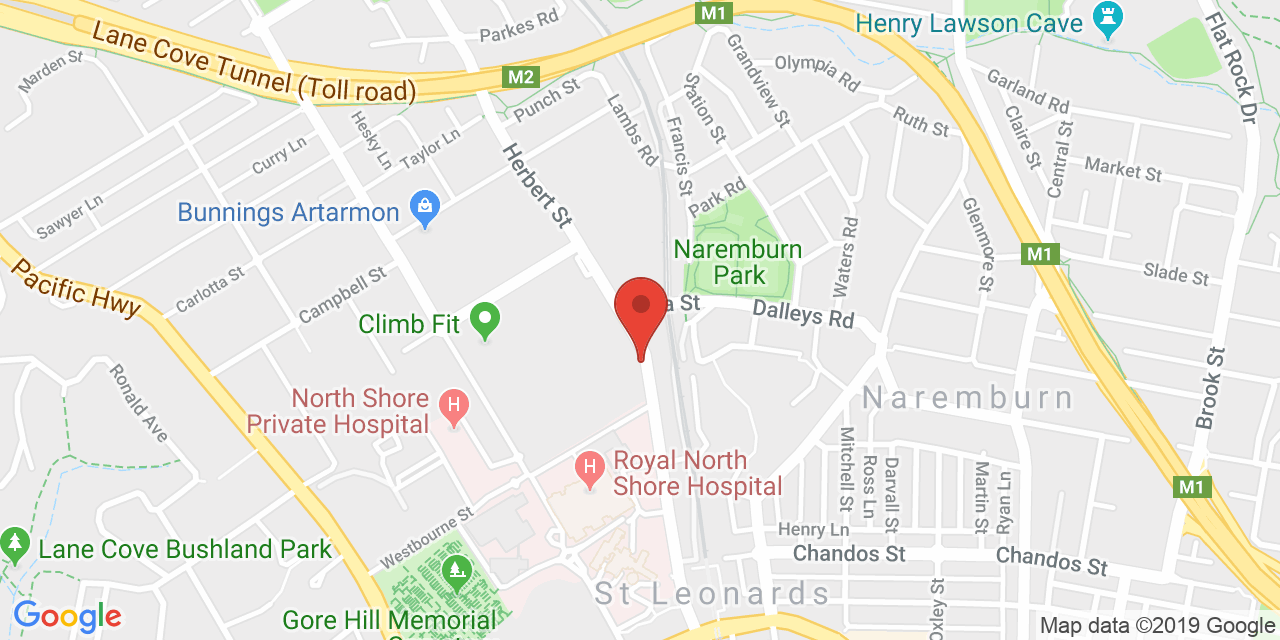 Parkes Rd
M1
Henry Lawson Cave
Lane Cove Tunnel (Toll road)
Marden St
M2
Punch St
Grandview St
Olympia Rd
Garland Rd
Flat Rock Dr
Hesky Ln
Taylor Ln
Lambs Rd
Station St
Ruth St
Claire St
Central St
Curry Ln
Herbert St
Francis St
Park Rd
Market St
Sawyer Ln
Bunnings Artarmon
Naremburn
Park
Waters Rd
Glenmore St
M1
Slade St
Pacific Hwy
Carlotta St
Campbell St
Climb Fit
St
Dalleys Rd
Ronald Ave
North Shore
Private Hospital
H
Naremburn
Brook St
H
Royal North
Shore Hospital
Mitchell St
Ross Ln
Darvall St
Martin St
Ryan Ln
M1
Westbourne St
Henry Ln
Chandos St
Chandos St
Lane Cove Bushland Park
St Leonards
Oxley St
Gore Hill Memorial
Google
Map data ©2019 Google